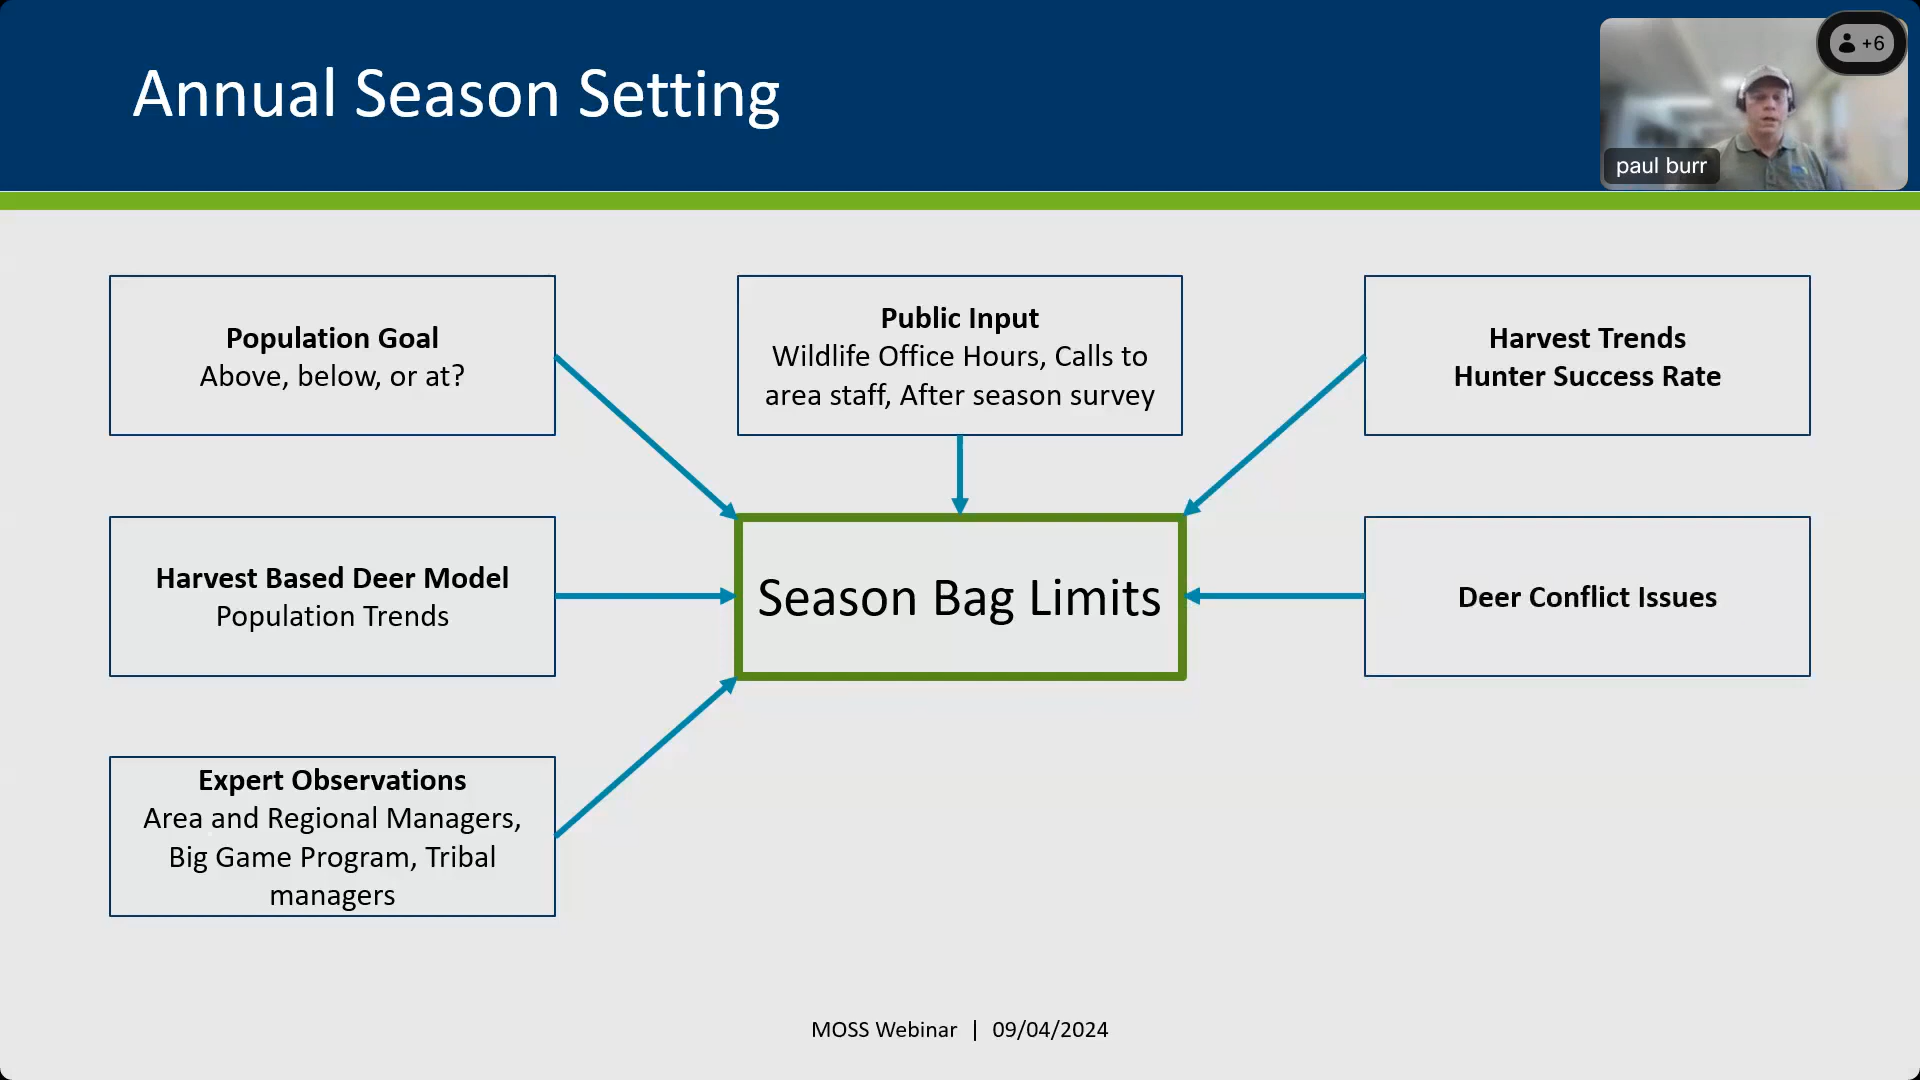 Annual Season Setting
+6
paul burr
Population Goal
Above, below, or at?
Public Input
Wildlife Office Hours, Calls to
area staff, After season survey
Harvest Trends
Hunter Success Rate
Harvest Based Deer Model
Population Trends
Season Bag Limits
Deer Conflict Issues
Expert Observations
Area and Regional Managers,
Big Game Program, Tribal
managers
MOSS Webinar | 09/04/2024